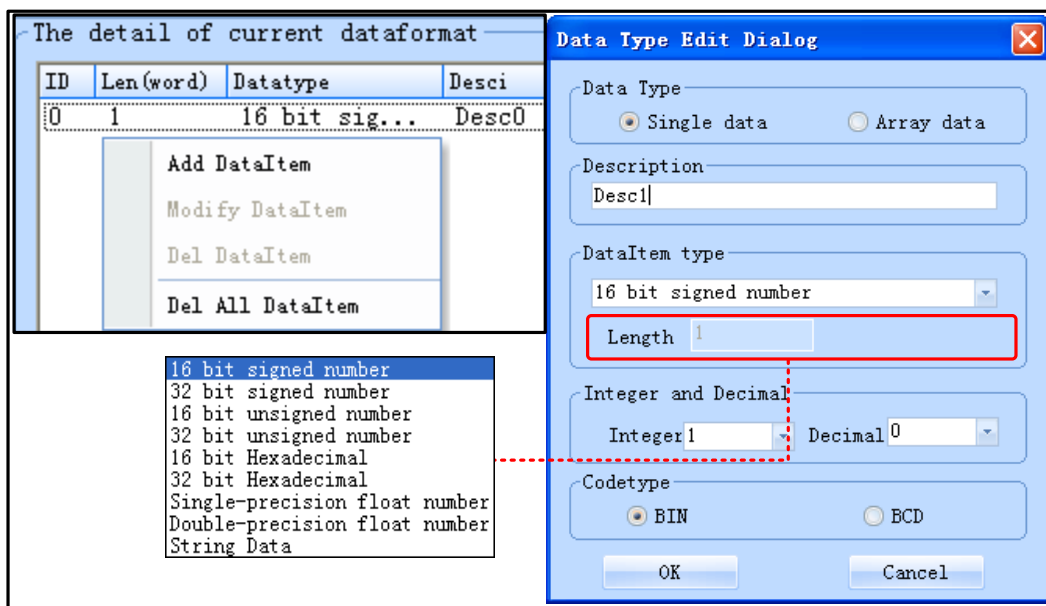 The detail of current dataformat
ID Len(word) Datatype Desci
0 1 16 bit sig... Desc0
Add DataItem
Modify DataItem
Del DataItem
Del All DataItem
16 bit signed number
32 bit signed number
16 bit unsigned number
32 bit unsigned number
16 bit Hexadecimal
32 bit Hexadecimal
Single-precision float number
Double-precision float number
String Data
Data Type Edit Dialog
Data Type
Single data Array data
Description
Desc1
DataItem type
16 bit signed number
Length 1
Integer and Decimal
Integer 1 Decimal 0
Codetype
BIN BCD
OK Cancel